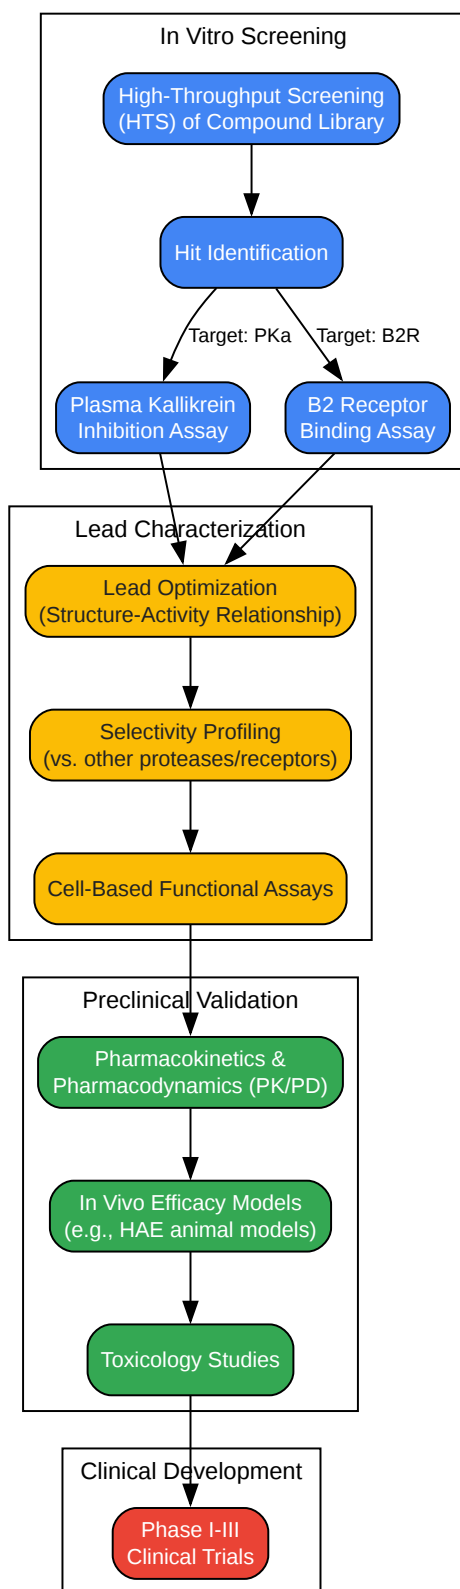 In Vitro Screening
High-Throughput Screening
(HTS) of Compound Library
Hit Identification
Target: PKa
Target: B2R
Plasma Kallikrein
Inhibition Assay
B2 Receptor
Binding Assay
Lead Characterization
Lead Optimization
(Structure-Activity Relationship)
Selectivity Profiling
(vs. other proteases/receptors)
Cell-Based Functional Assays
Preclinical Validation
Pharmacokinetics &
Pharmacodynamics (PK/PD)
In Vivo Efficacy Models
(e.g., HAE animal models)
Toxicology Studies
Clinical Development
Phase I-III
Clinical Trials